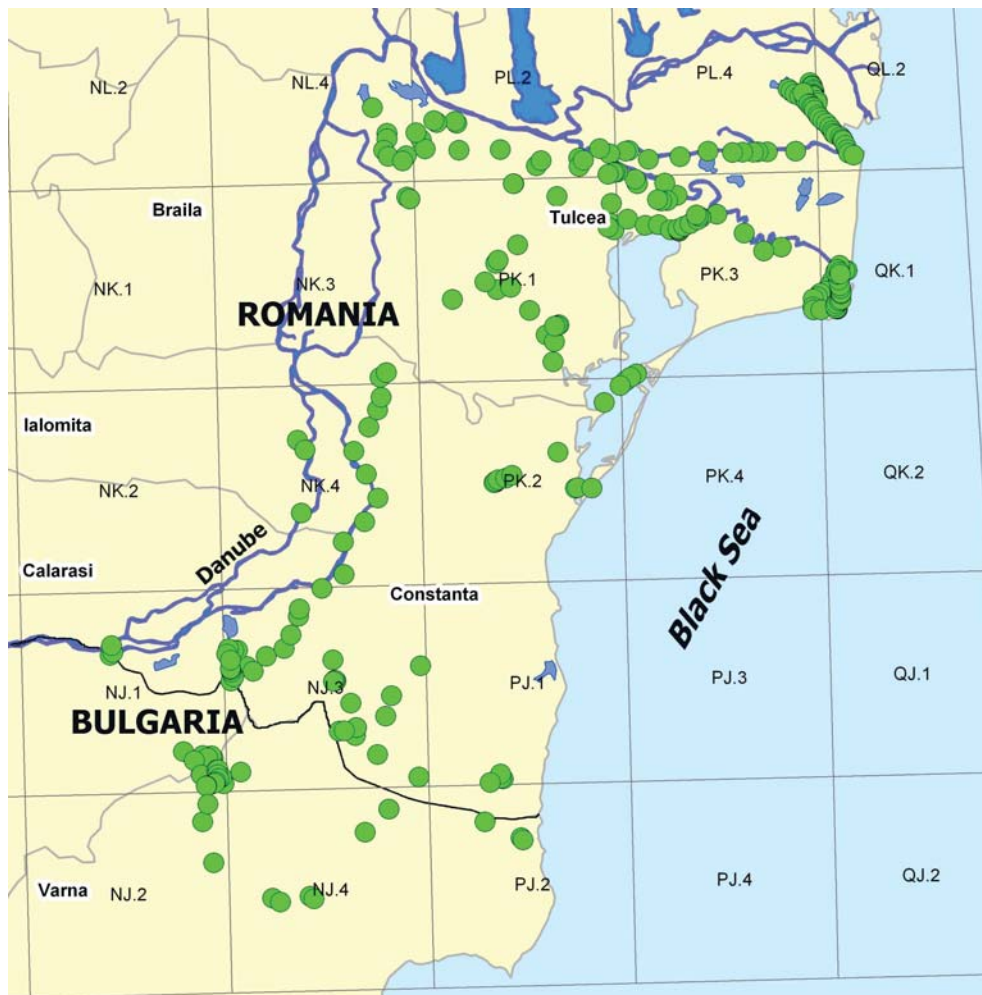 NL.2
NL.4
PL.2
PL.4
QL.2
Braila
Tulcea
NK.1
NK.3
PK.1
PK.3
QK.1
ROMANIA
Ialomita
NK.2
NK.4
PK.2
PK.4
QK.2
Danube
Black Sea
Calarasi
Constanta
NJ.1
NJ.3
PJ.1
PJ.3
QJ.1
BULGARIA
Varna
NJ.2
NJ.4
PJ.2
PJ.4
QJ.2